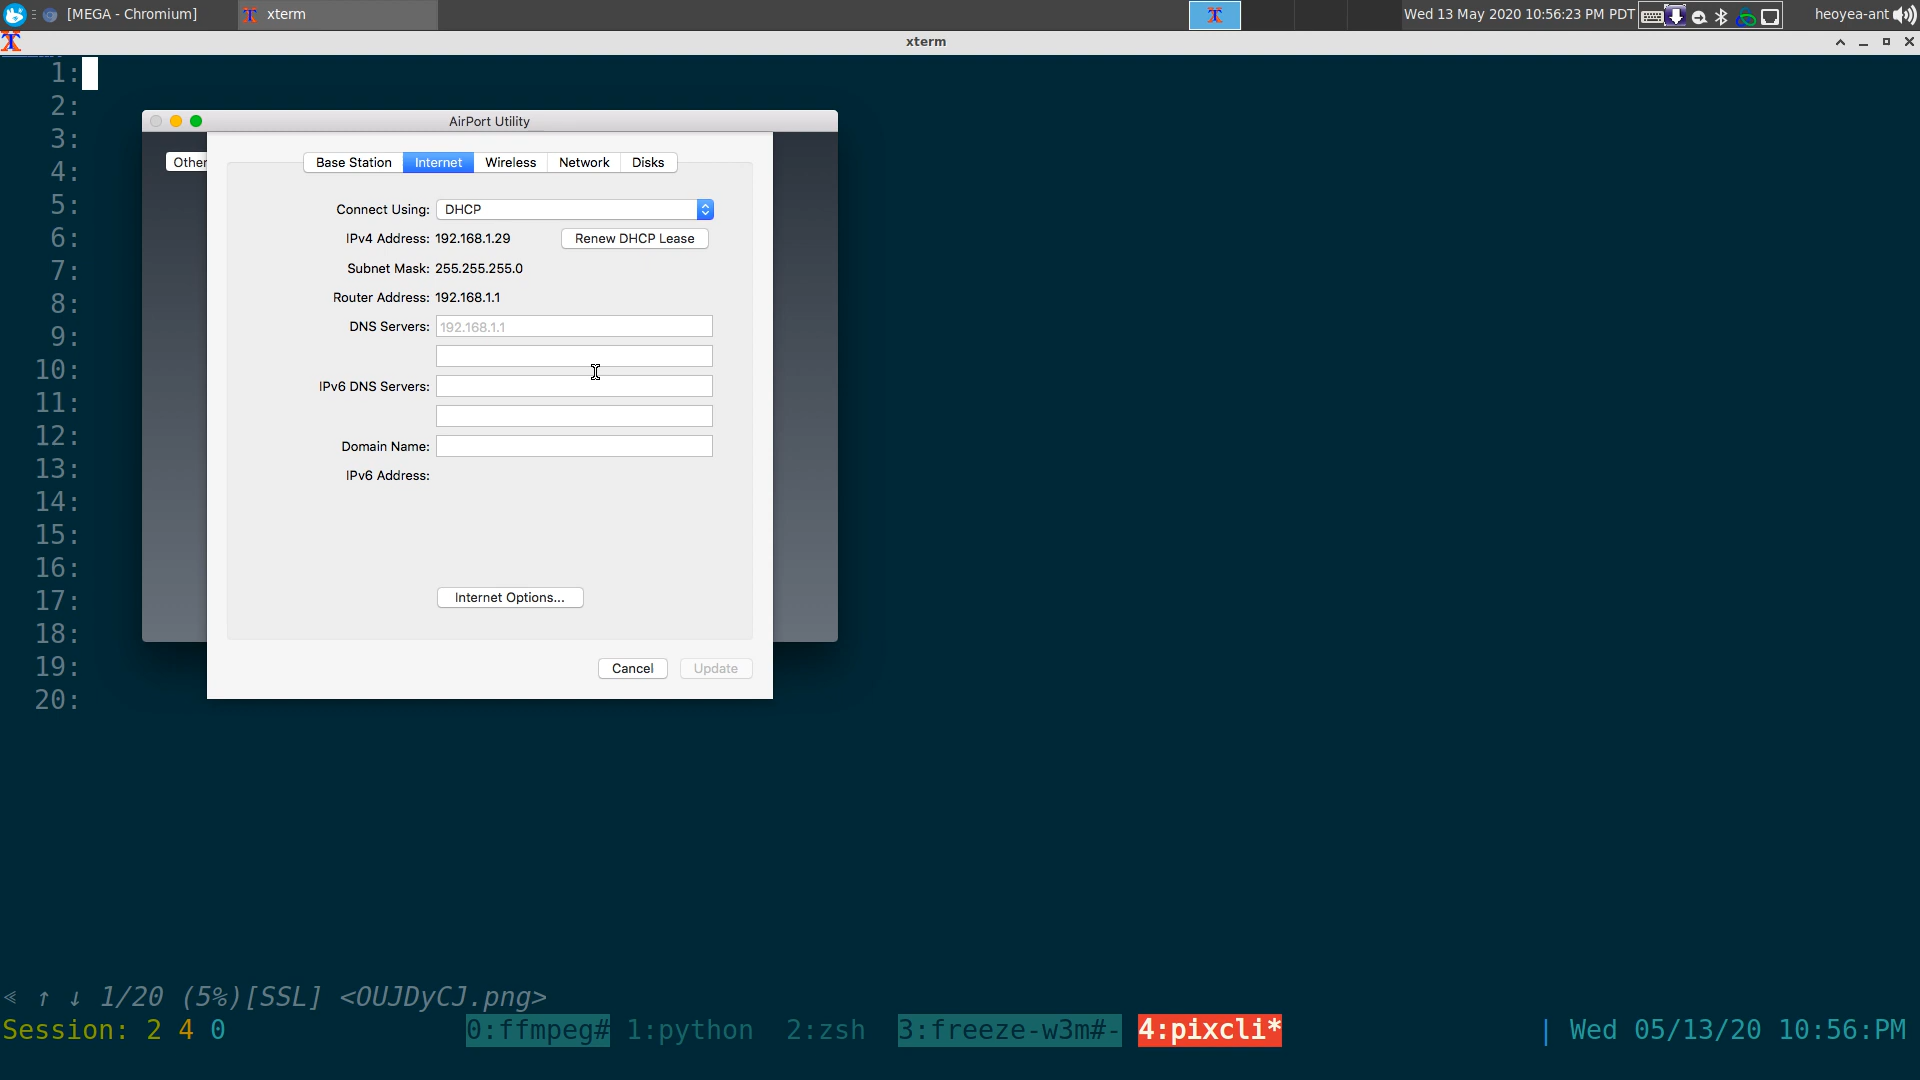 [MEGA - Chromium] xterm Wed 13 May 2020 10:56:23 PM PDT heoyea-ant
xterm
1:
2:
AirPort Utility
3:
Other Base Station Internet Wireless Network Disks
4:
5:
Connect Using: DHCP
6:
IPv4 Address: 192.168.1.29 Renew DHCP Lease
7:
Subnet Mask: 255.255.255.0
8:
Router Address: 192.168.1.1
9:
DNS Servers: 192.168.1.1
10:
11:
IPv6 DNS Servers:
12:
Domain Name:
13:
IPv6 Address:
14:
15:
16:
17:
Internet Options...
18:
19:
Cancel Update
20:
≪ ↑ ↓ 1/20 (5%)[SSL] <OUJDyCJ.png>
Session: 2 4 0 0:ffmpeg# 1:python 2:zsh 3:freeze-w3m#- 4:pixcli* | Wed 05/13/20 10:56:PM